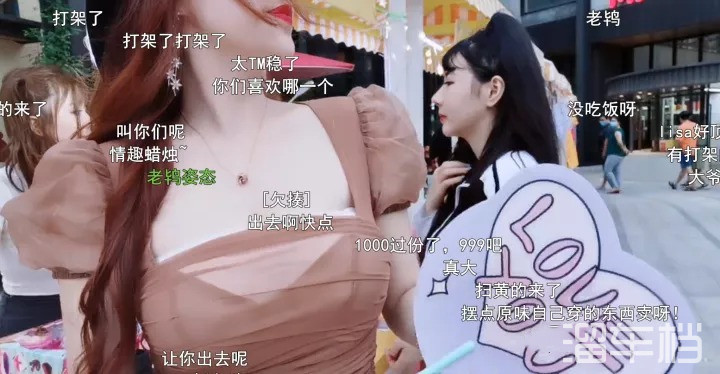 打架了
老鸨
打架了打架了
太TM稳了
你们喜欢哪一个
的来了
没吃饭呀
叫你们呢
lisa好顶
情趣蜡烛~
有打架
老鸨姿态
大爷
[欠揍]
出去啊快点
1000过份了，999吧
真大
扫黄的来了
摆点原味自己穿的东西卖呀！
LOVE
YOU
让你出去呢
溜车档